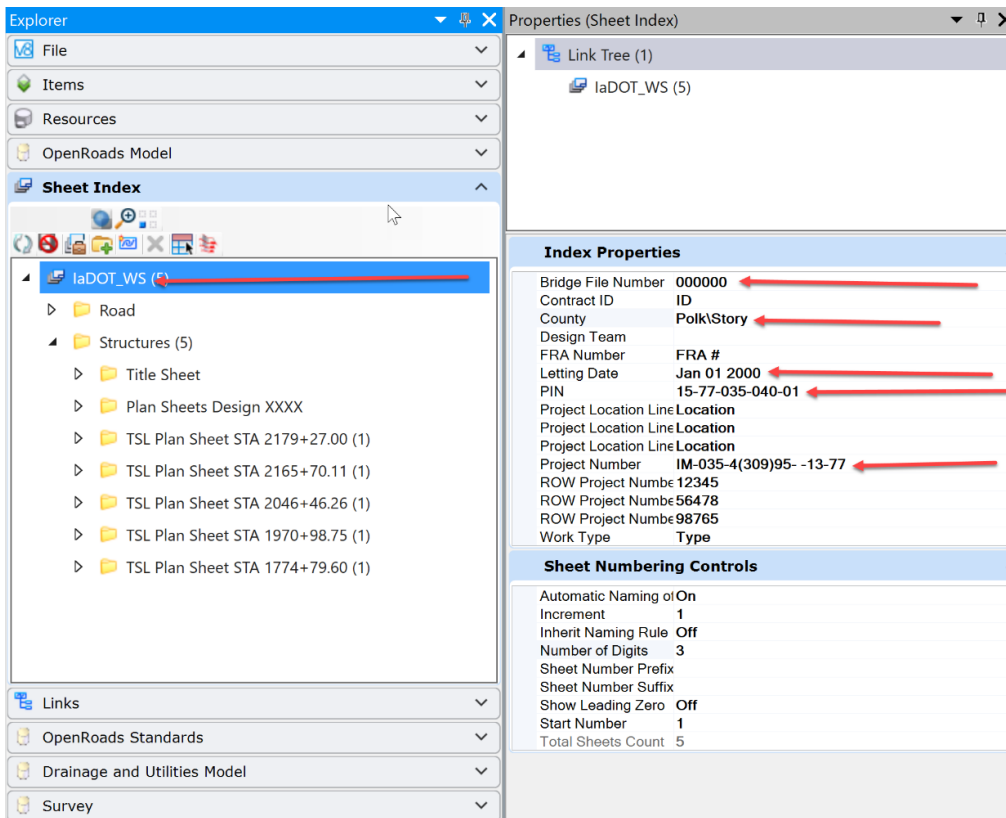 Explorer
File
Items
Resources
OpenRoads Model
Sheet Index
IaDOT_WS (5)
Road
Structures (5)
Title Sheet
Plan Sheets Design XXXX
TSL Plan Sheet STA 2179+27.00 (1)
TSL Plan Sheet STA 2165+70.11 (1)
TSL Plan Sheet STA 2046+46.26 (1)
TSL Plan Sheet STA 1970+98.75 (1)
TSL Plan Sheet STA 1774+79.60 (1)
Links
OpenRoads Standards
Drainage and Utilities Model
Survey
Properties (Sheet Index)
Link Tree (1)
IaDOT_WS (5)
Index Properties
Bridge File Number 000000
Contract ID ID
County Polk\Story
Design Team
FRA Number FRA #
Letting Date Jan 01 2000
PIN 15-77-035-040-01
Project Location Line Location
Project Location Line Location
Project Location Line Location
Project Number IM-035-4(309)95- -13-77
ROW Project Numbe 12345
ROW Project Numbe 56478
ROW Project Numbe 98765
Work Type Type
Sheet Numbering Controls
Automatic Naming of On
Increment 1
Inherit Naming Rule Off
Number of Digits 3
Sheet Number Prefix
Sheet Number Suffix
Show Leading Zero Off
Start Number 1
Total Sheets Count 5